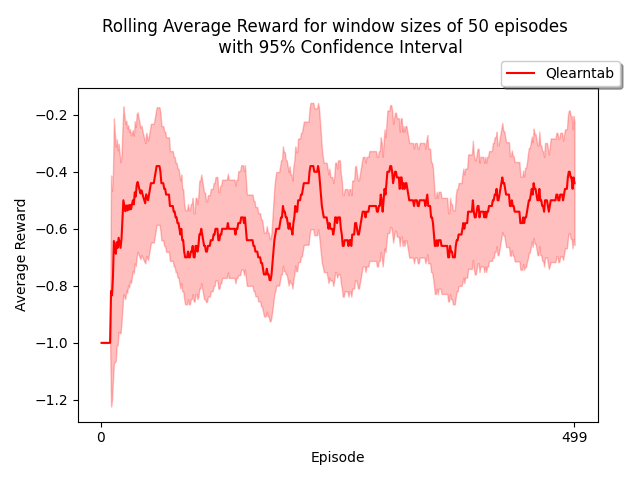 Rolling Average Reward for window sizes of 50 episodes
with 95% Confidence Interval
Qlearntab
Average Reward
−0.2
−0.4
−0.6
−0.8
−1.0
−1.2
0
499
Episode